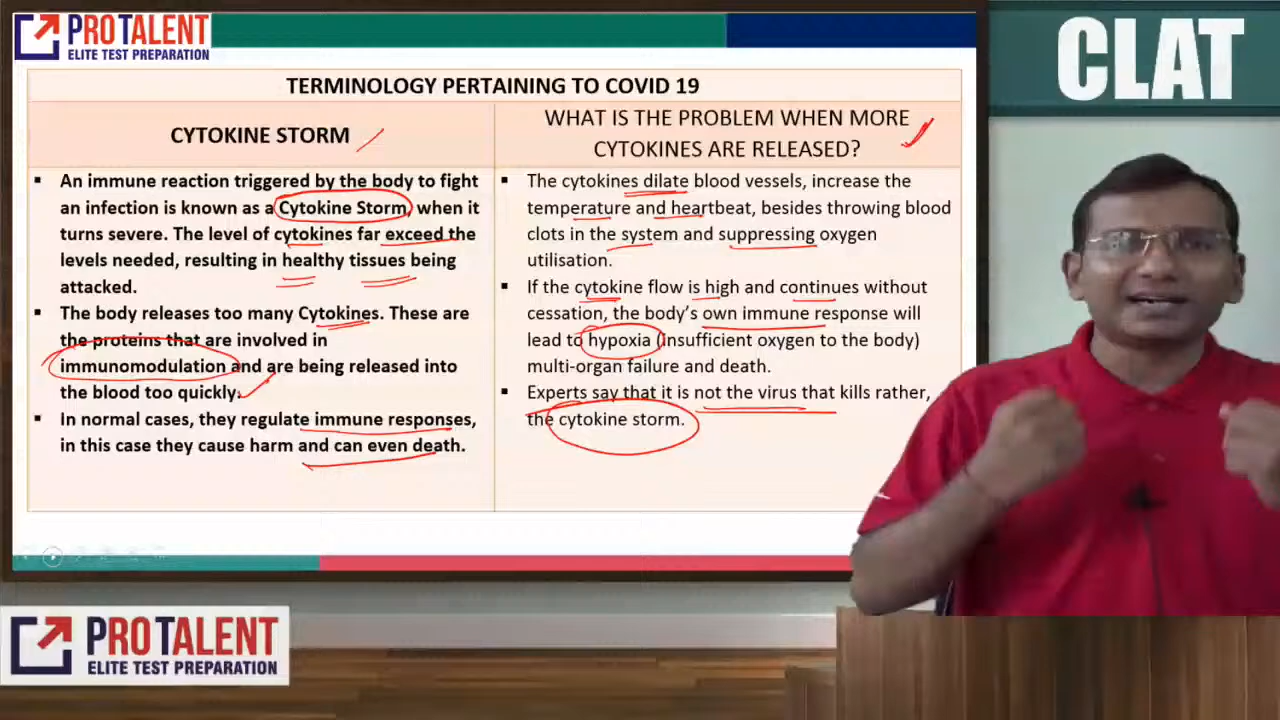 PRO TALENT
ELITE TEST PREPARATION
CLAT
TERMINOLOGY PERTAINING TO COVID 19
CYTOKINE STORM
An immune reaction triggered by the body to fight
an infection is known as a Cytokine Storm, when it
turns severe. The level of cytokines far exceed the
levels needed, resulting in healthy tissues being
attacked.
The body releases too many Cytokines. These are
the proteins that are involved in
immunomodulation and are being released into
the blood too quickly.
In normal cases, they regulate immune responses,
in this case they cause harm and can even death.
WHAT IS THE PROBLEM WHEN MORE
CYTOKINES ARE RELEASED?
The cytokines dilate blood vessels, increase the
temperature and heartbeat, besides throwing blood
clots in the system and suppressing oxygen
utilisation.
If the cytokine flow is high and continues without
cessation, the body's own immune response will
lead to hypoxia (insufficient oxygen to the body)
multi-organ failure and death.
Experts say that it is not the virus that kills rather,
the cytokine storm.
PRO TALENT
ELITE TEST PREPARATION